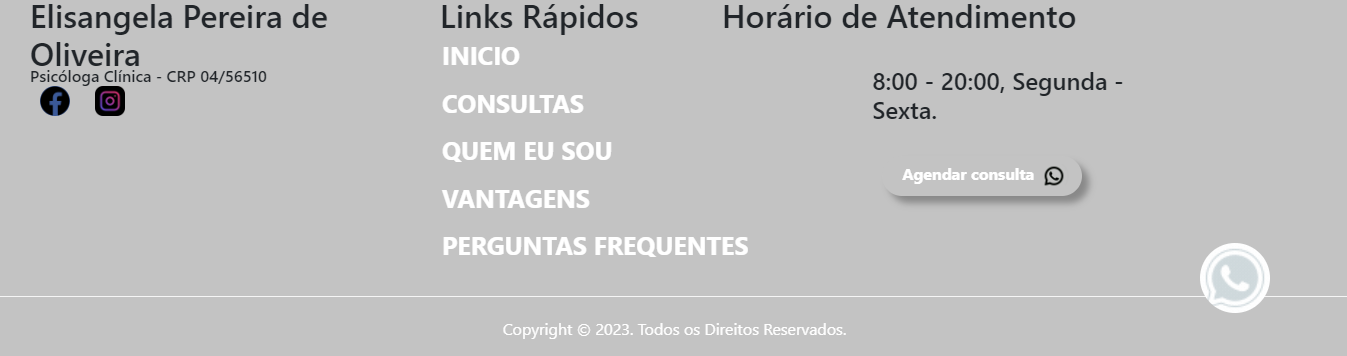 Elisangela Pereira de
Oliveira
Psicóloga Clínica - CRP 04/56510
Links Rápidos
INICIO
CONSULTAS
QUEM EU SOU
VANTAGENS
PERGUNTAS FREQUENTES
Horário de Atendimento
8:00 - 20:00, Segunda -
Sexta.
Agendar consulta
Copyright © 2023. Todos os Direitos Reservados.